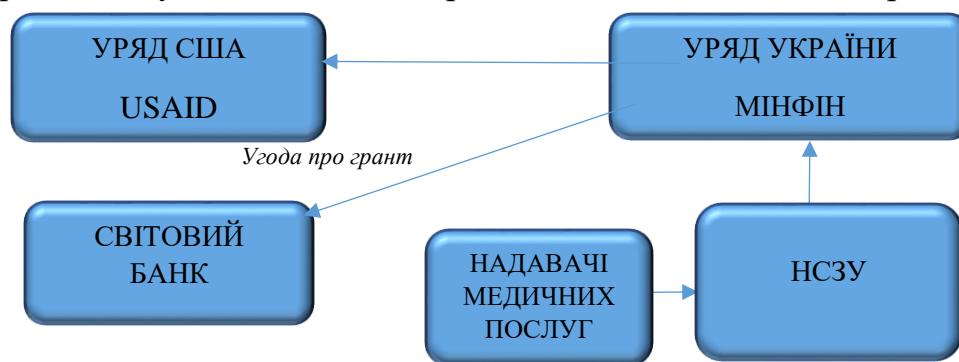 УРЯД США
USAID
УРЯД УКРАЇНИ
МІНФІН
Угода про грант
СВІТОВИЙ
БАНК
НАДАВАЧІ
МЕДИЧНИХ
ПОСЛУГ
НСЗУ